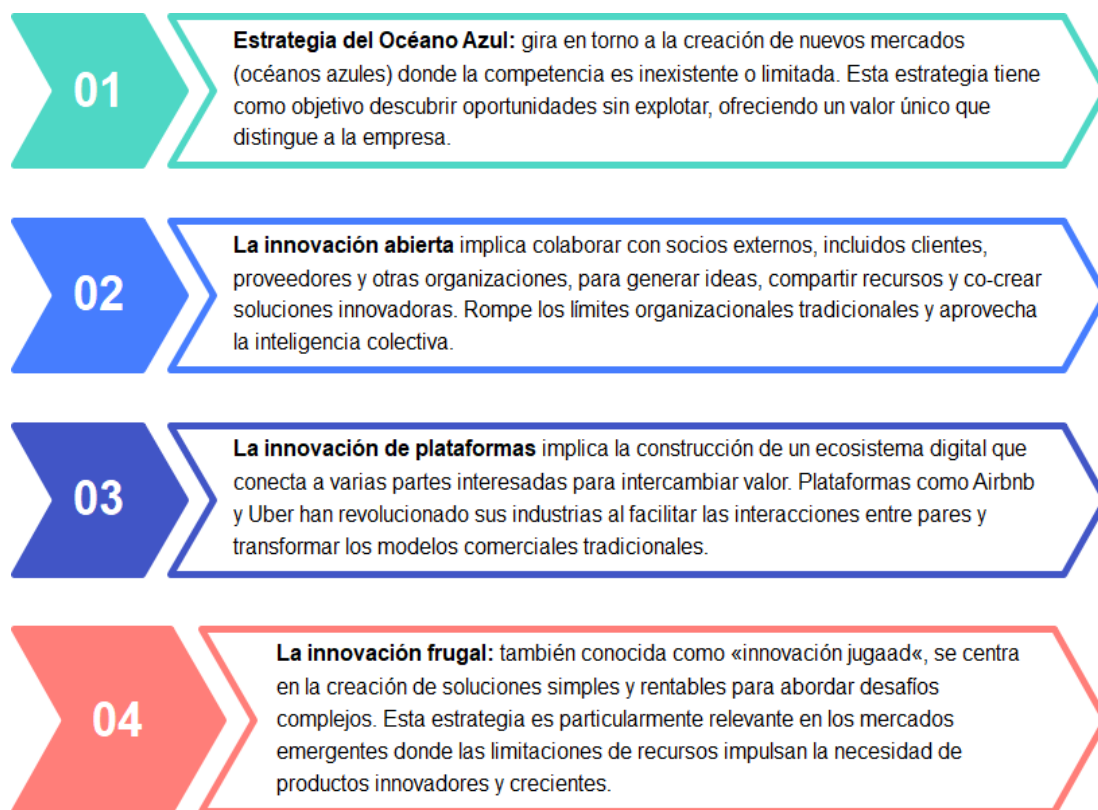 01
Estrategia del Océano Azul: gira en torno a la creación de nuevos mercados
(océanos azules) donde la competencia es inexistente o limitada. Esta estrategia tiene
como objetivo descubrir oportunidades sin explotar, ofreciendo un valor único que
distingue a la empresa.
02
La innovación abierta implica colaborar con socios externos, incluidos clientes,
proveedores y otras organizaciones, para generar ideas, compartir recursos y co-crear
soluciones innovadoras. Rompe los límites organizacionales tradicionales y aprovecha
la inteligencia colectiva.
03
La innovación de plataformas implica la construcción de un ecosistema digital que
conecta a varias partes interesadas para intercambiar valor. Plataformas como Airbnb
y Uber han revolucionado sus industrias al facilitar las interacciones entre pares y
transformar los modelos comerciales tradicionales.
04
La innovación frugal: también conocida como «innovación jugaad«, se centra
en la creación de soluciones simples y rentables para abordar desafíos
complejos. Esta estrategia es particularmente relevante en los mercados
emergentes donde las limitaciones de recursos impulsan la necesidad de
productos innovadores y crecientes.